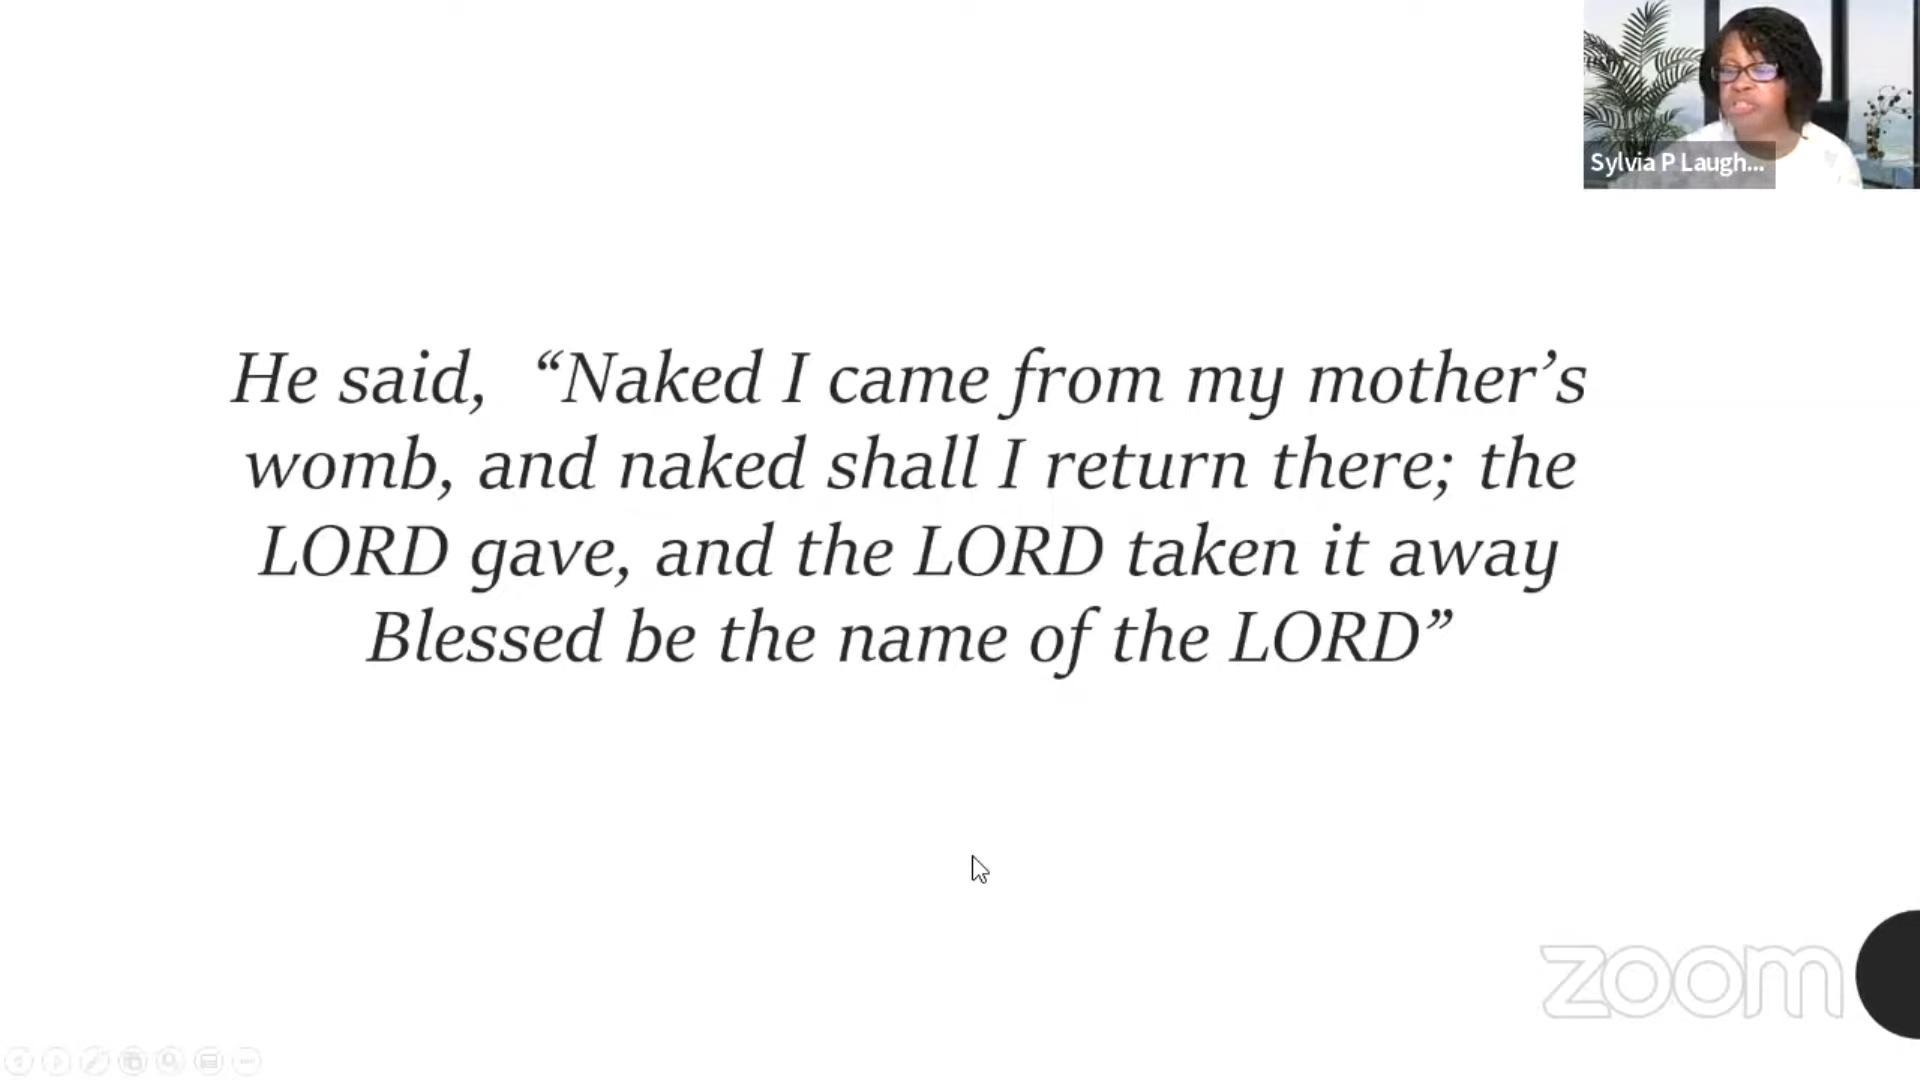 Sylvia P Laugh...
He said, “Naked I came from my mother’s
womb, and naked shall I return there; the
LORD gave, and the LORD taken it away
Blessed be the name of the LORD”
zoom